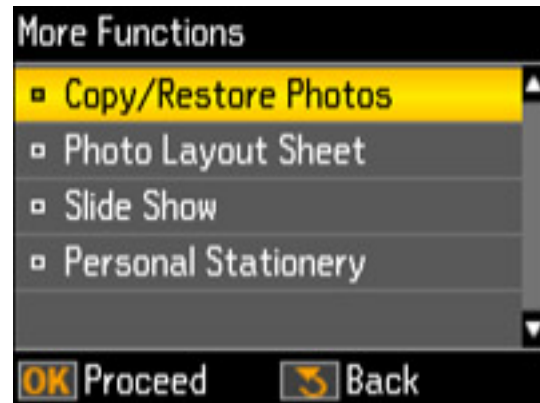 More Functions
Copy/Restore Photos
Photo Layout Sheet
Slide Show
Personal Stationery
OK Proceed Back